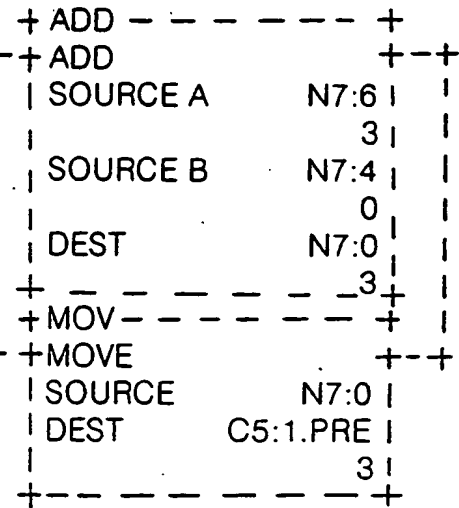 + ADD - - - - - - +
-+ ADD +--+
| SOURCE A N7:6 | |
| 3 | |
| SOURCE B N7:4 | |
| 0 | |
| DEST N7:0 | |
+ - - - - - - 3 + |
+ MOV - - - - - - + |
- +MOVE +--+
| SOURCE N7:0 |
| DEST C5:1.PRE |
| 3 |
+-- - - - - - - +